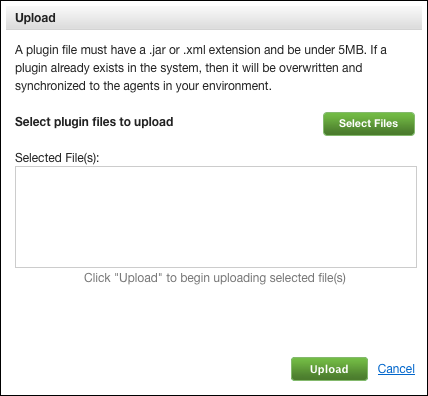 Upload
A plugin file must have a .jar or .xml extension and be under 5MB. If a
plugin already exists in the system, then it will be overwritten and
synchronized to the agents in your environment.
Select plugin files to upload
Select Files
Selected File(s):
Click "Upload" to begin uploading selected file(s)
Upload
Cancel